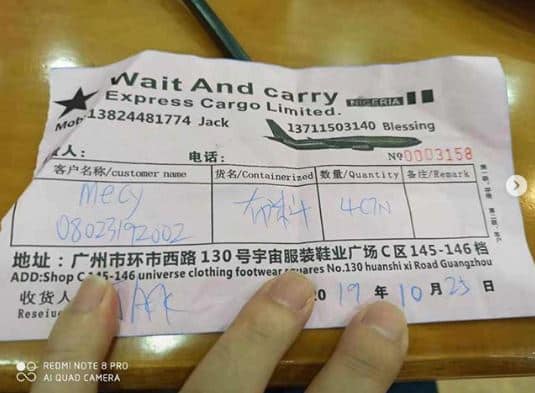 Wait And carry NIGERIA
Express Cargo Limited.
Mob:13824481774 Jack
13711503140 Blessing
人: 电话: № 0003158
客户名称/customer name 货名/Containerized 数量/Quantity 备注/Remark
Mecy 布料 4CTN
08023192002
地址：广州市环市西路130号宇宙服装鞋业广场C区145-146档
ADD:Shop C 145-146 universe clothing footwear squares No.130 huanshi xi Road Guangzhou
收货人 2019年10月25日
REDMI NOTE 8 PRO
AI QUAD CAMERA